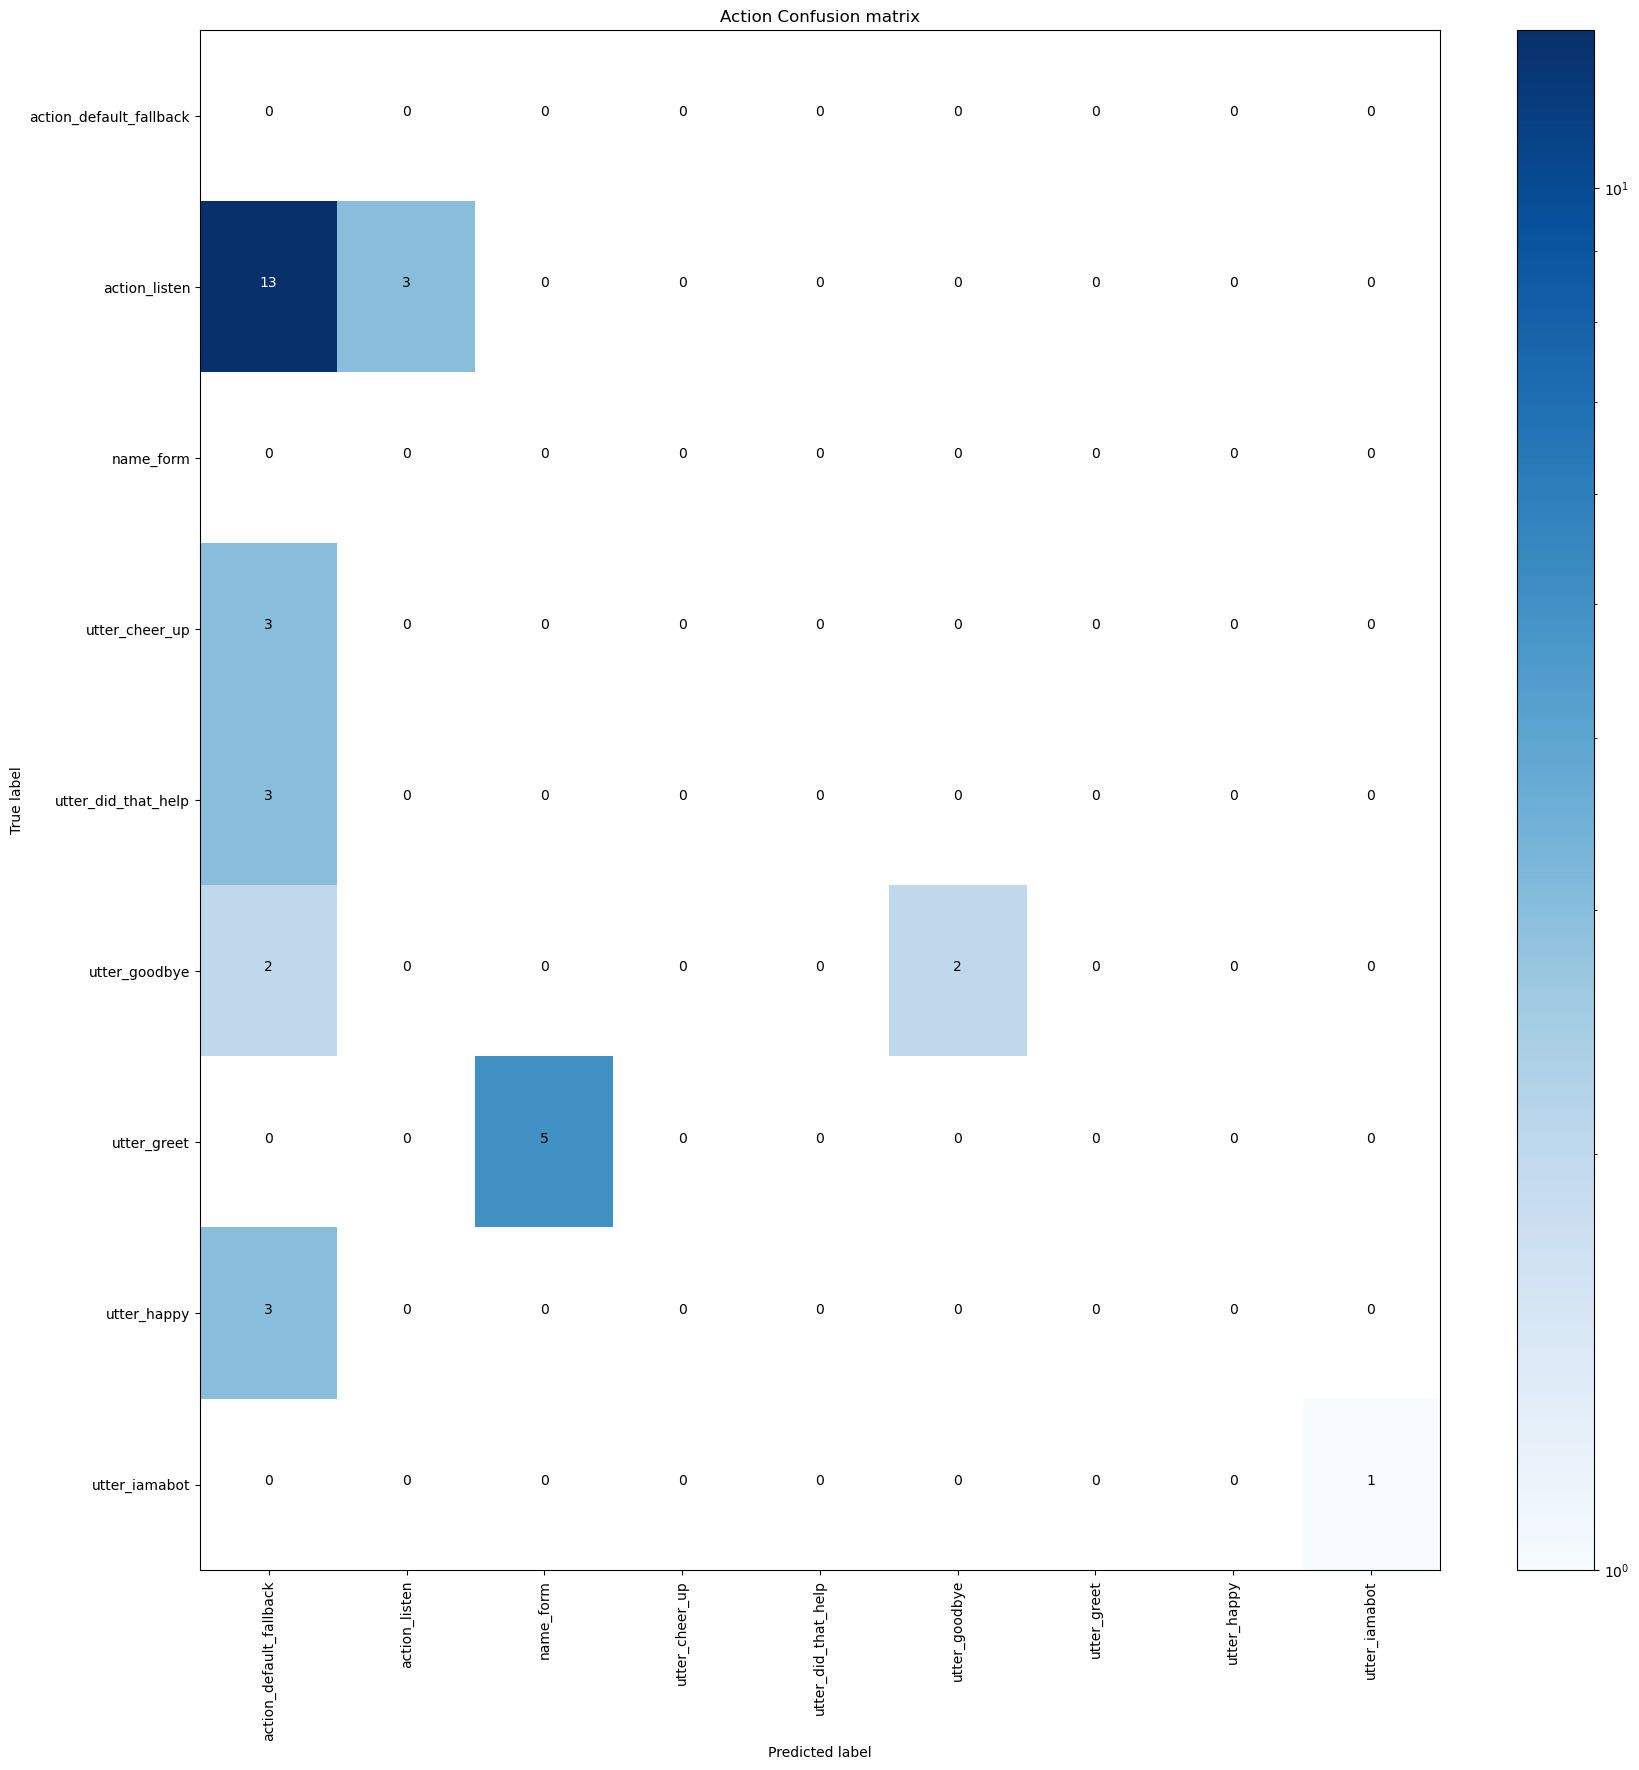 Action Confusion matrix
action_default_fallback 0 0 0 0 0 0 0 0 0
action_listen 13 3 0 0 0 0 0 0 0
name_form 0 0 0 0 0 0 0 0 0
utter_cheer_up 3 0 0 0 0 0 0 0 0
utter_did_that_help 3 0 0 0 0 0 0 0 0
utter_goodbye 2 0 0 0 0 2 0 0 0
utter_greet 0 0 5 0 0 0 0 0 0
utter_happy 3 0 0 0 0 0 0 0 0
utter_iamabot 0 0 0 0 0 0 0 0 1
True label
action_default_fallback
action_listen
name_form
utter_cheer_up
utter_did_that_help
utter_goodbye
utter_greet
utter_happy
utter_iamabot
Predicted label
10¹
10⁰